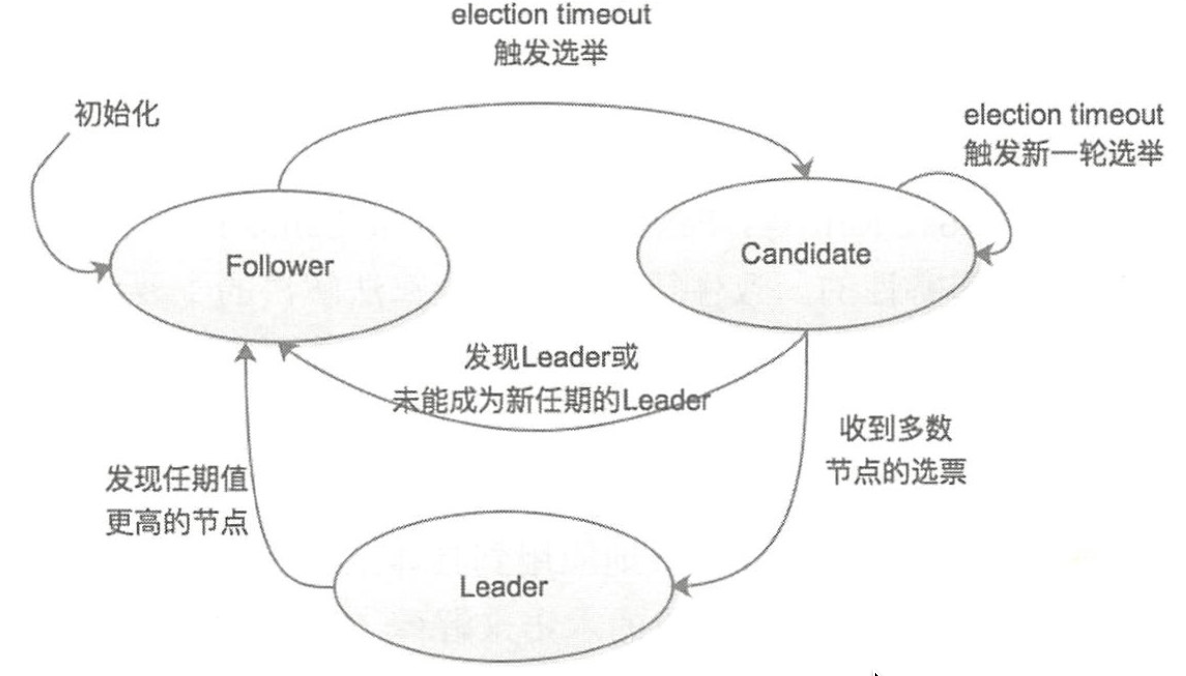 election timeout
触发选举
初始化
election timeout
触发新一轮选举
Follower
Candidate
发现Leader或
未能成为新任期的Leader
收到多数
节点的选票
发现任期值
更高的节点
Leader